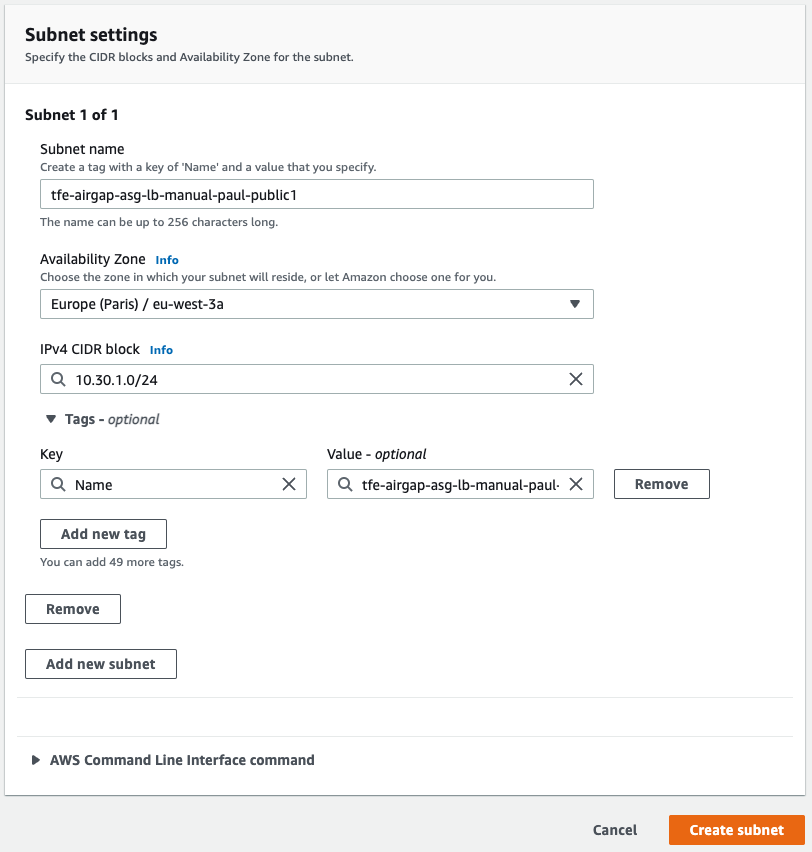 Subnet settings
Specify the CIDR blocks and Availability Zone for the subnet.
Subnet 1 of 1
Subnet name
Create a tag with a key of 'Name' and a value that you specify.
tfe-airgap-asg-lb-manual-paul-public1
The name can be up to 256 characters long.
Availability Zone Info
Choose the zone in which your subnet will reside, or let Amazon choose one for you.
Europe (Paris) / eu-west-3a
IPv4 CIDR block Info
10.30.1.0/24
Tags - optional
Key Value - optional
Name tfe-airgap-asg-lb-manual-paul- Remove
Add new tag
You can add 49 more tags.
Remove
Add new subnet
AWS Command Line Interface command
Cancel Create subnet